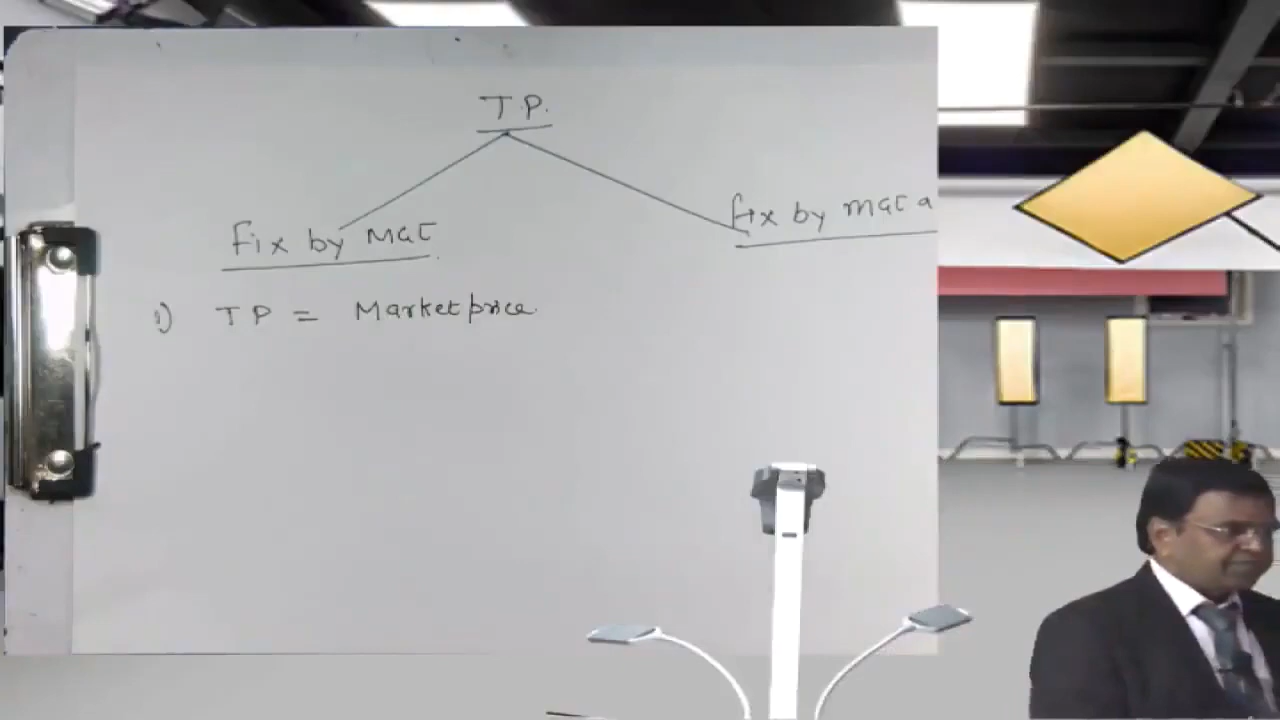 T.P.
Fix by MGT.
fix by mgt a
1) TP = Market price.